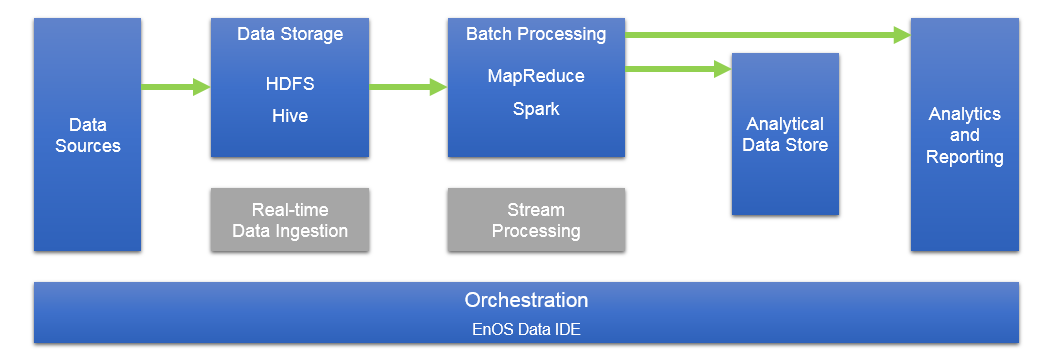 Data
Sources
Data Storage
HDFS
Hive
Batch Processing
MapReduce
Spark
Analytical
Data Store
Analytics
and
Reporting
Real-time
Data Ingestion
Stream
Processing
Orchestration
EnOS Data IDE